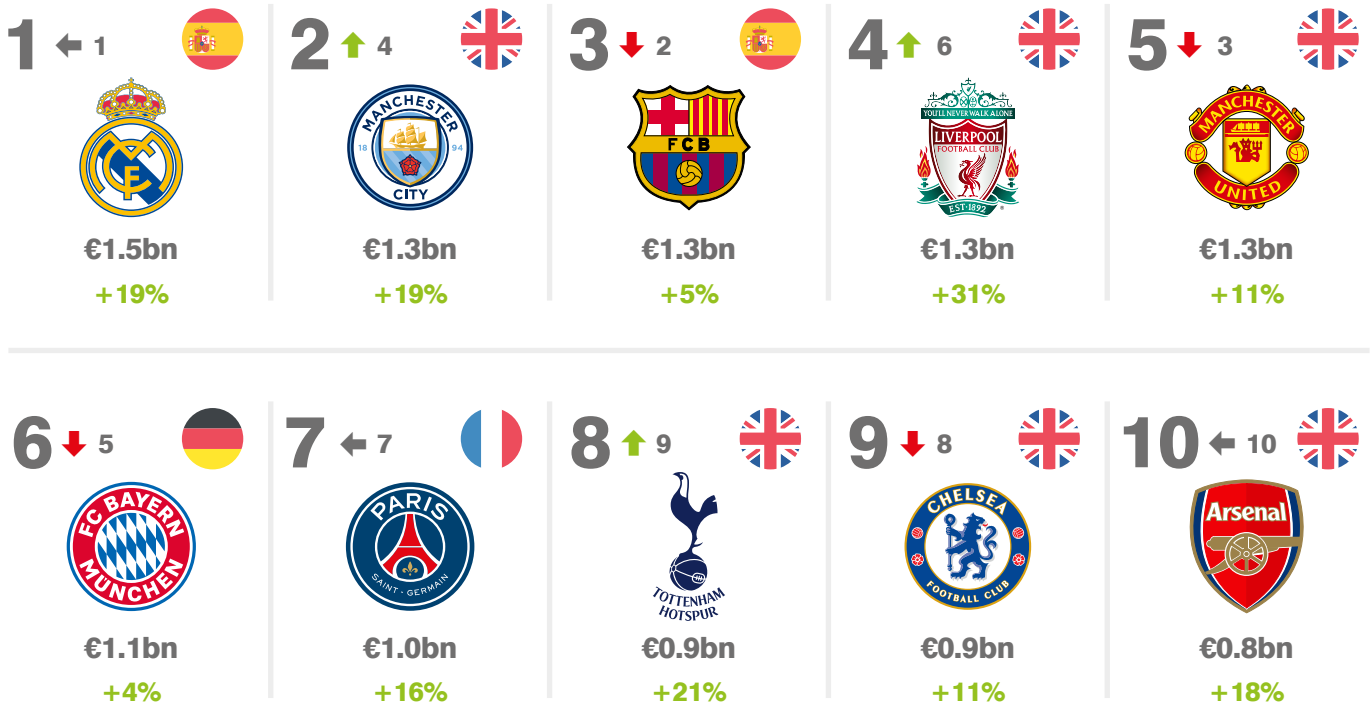 1 1
2 4
3 2
4 6
5 3
MANCHESTER
CITY
18 94
FCB
YOU'LL NEVER WALK ALONE
LIVERPOOL
FOOTBALL CLUB
EST·1892
MANCHESTER
UNITED
€1.5bn
€1.3bn
€1.3bn
€1.3bn
€1.3bn
+19%
+19%
+5%
+31%
+11%
6 5
7 7
8 9
9 8
10 10
FC BAYERN
MÜNCHEN
PARIS
SAINT-GERMAIN
TOTTENHAM
HOTSPUR
CHELSEA
FOOTBALL CLUB
Arsenal
€1.1bn
€1.0bn
€0.9bn
€0.9bn
€0.8bn
+4%
+16%
+21%
+11%
+18%